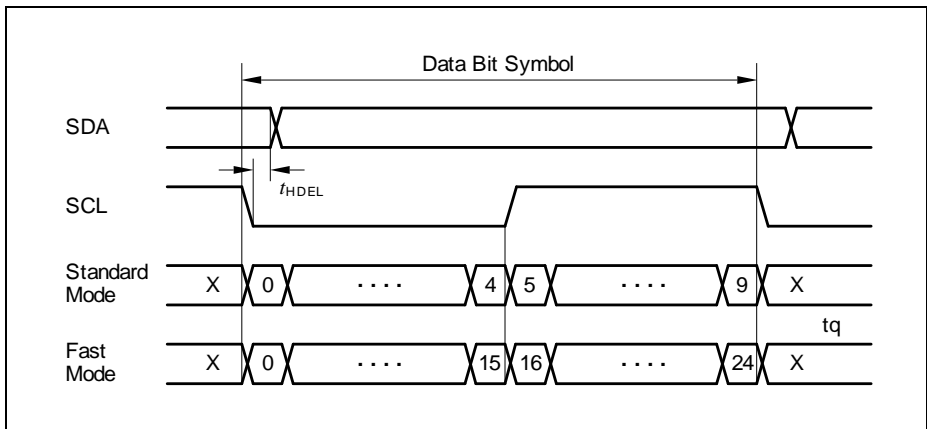 Data Bit Symbol
SDA
tHDEL
SCL
Standard Mode X 0 .... 4 5 .... 9 X
tq
Fast Mode X 0 .... 15 16 .... 24 X